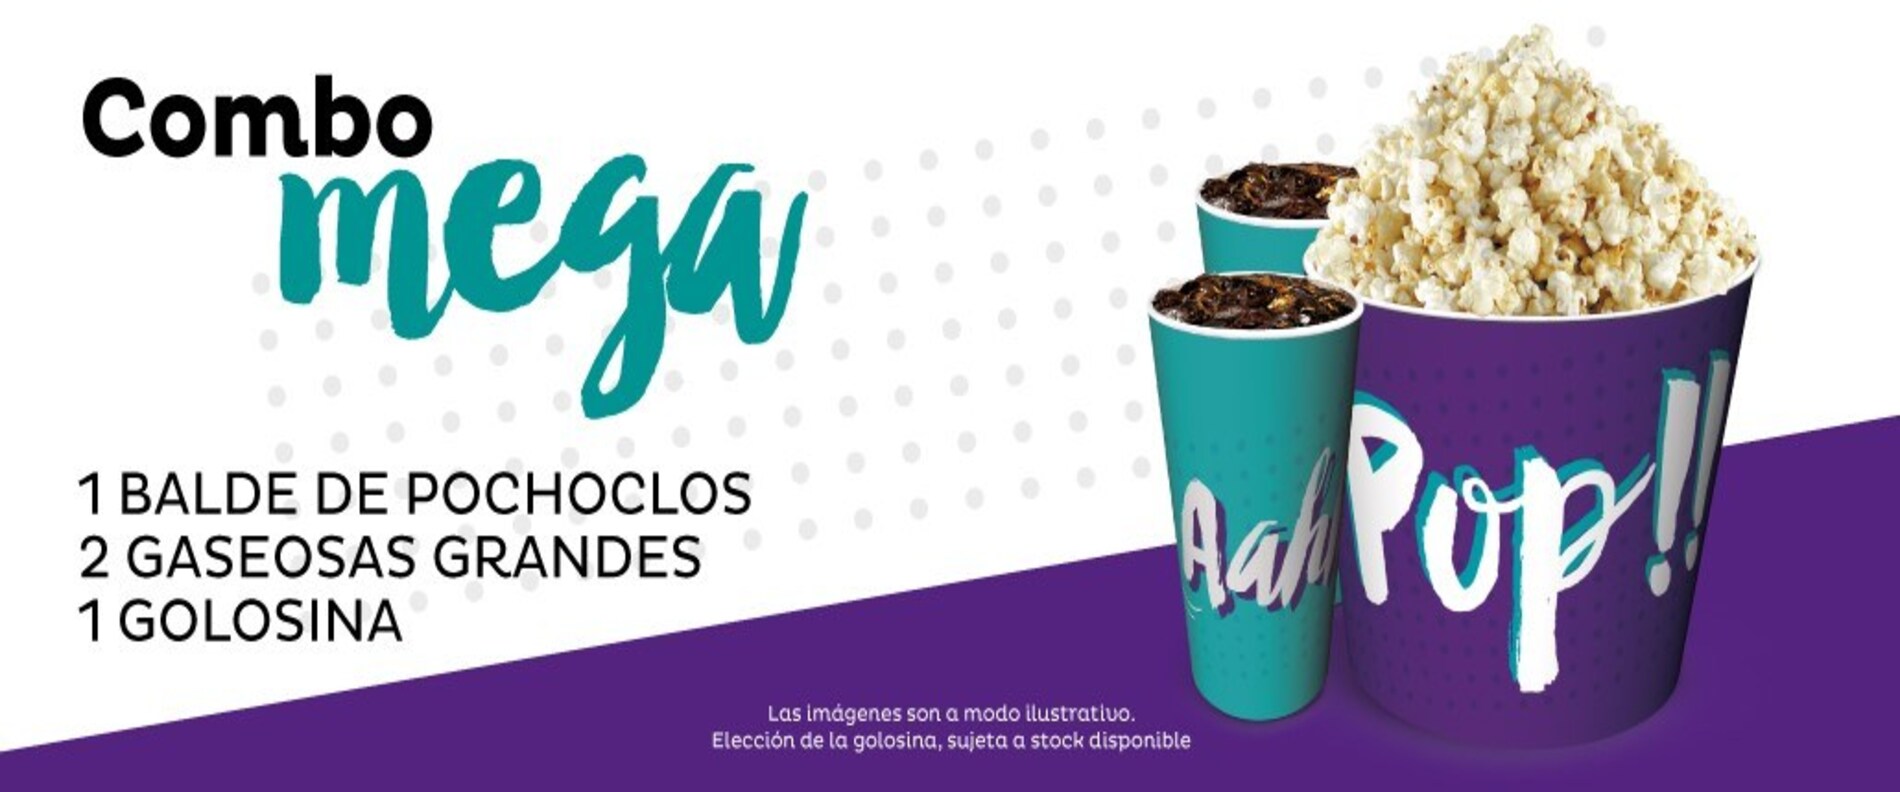 Combo
mega
1 BALDE DE POCHOCLOS
2 GASEOSAS GRANDES
1 GOLOSINA
Aah!
Pop!!
Las imágenes son a modo ilustrativo.
Elección de la golosina, sujeta a stock disponible